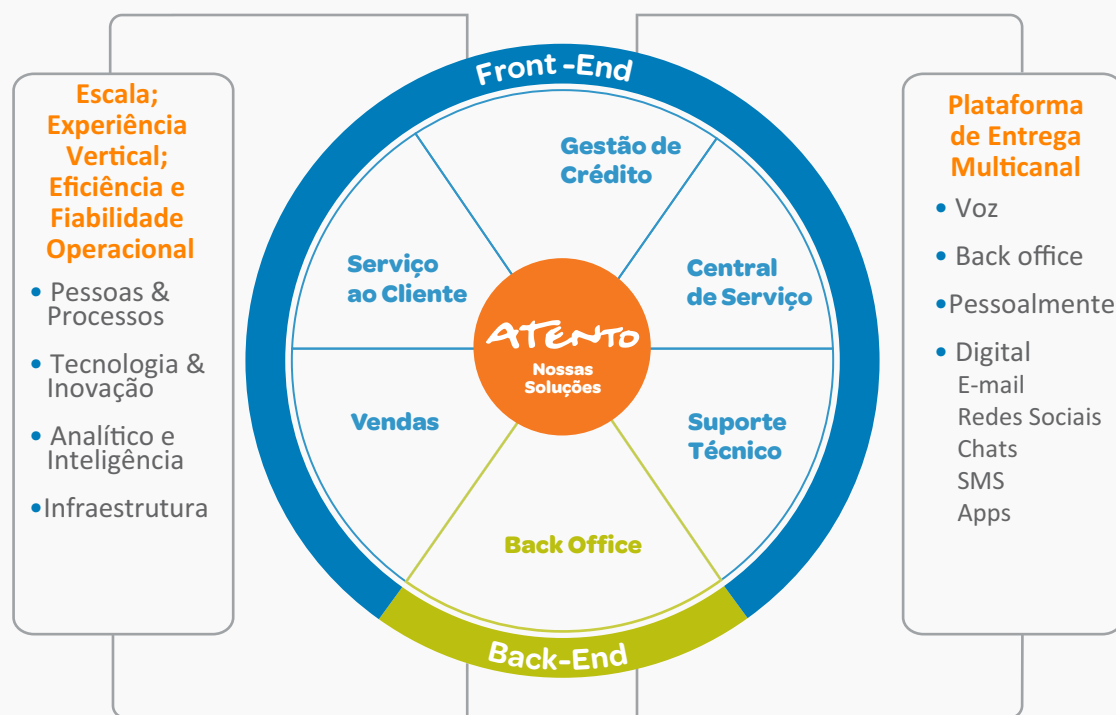 Escala;
Experiência
Vertical;
Eficiência e
Fiabilidade
Operacional
• Pessoas &
Processos
• Tecnologia &
Inovação
• Analítico e
Inteligência
•Infraestrutura
Front -End
Gestão de
Crédito
Serviço
ao Cliente
Central
de Serviço
ATENTO
Nossas
Soluções
Vendas
Suporte
Técnico
Back Office
Back-End
Plataforma
de Entrega
Multicanal
• Voz
• Back office
•Pessoalmente
• Digital
E-mail
Redes Sociais
Chats
SMS
Apps